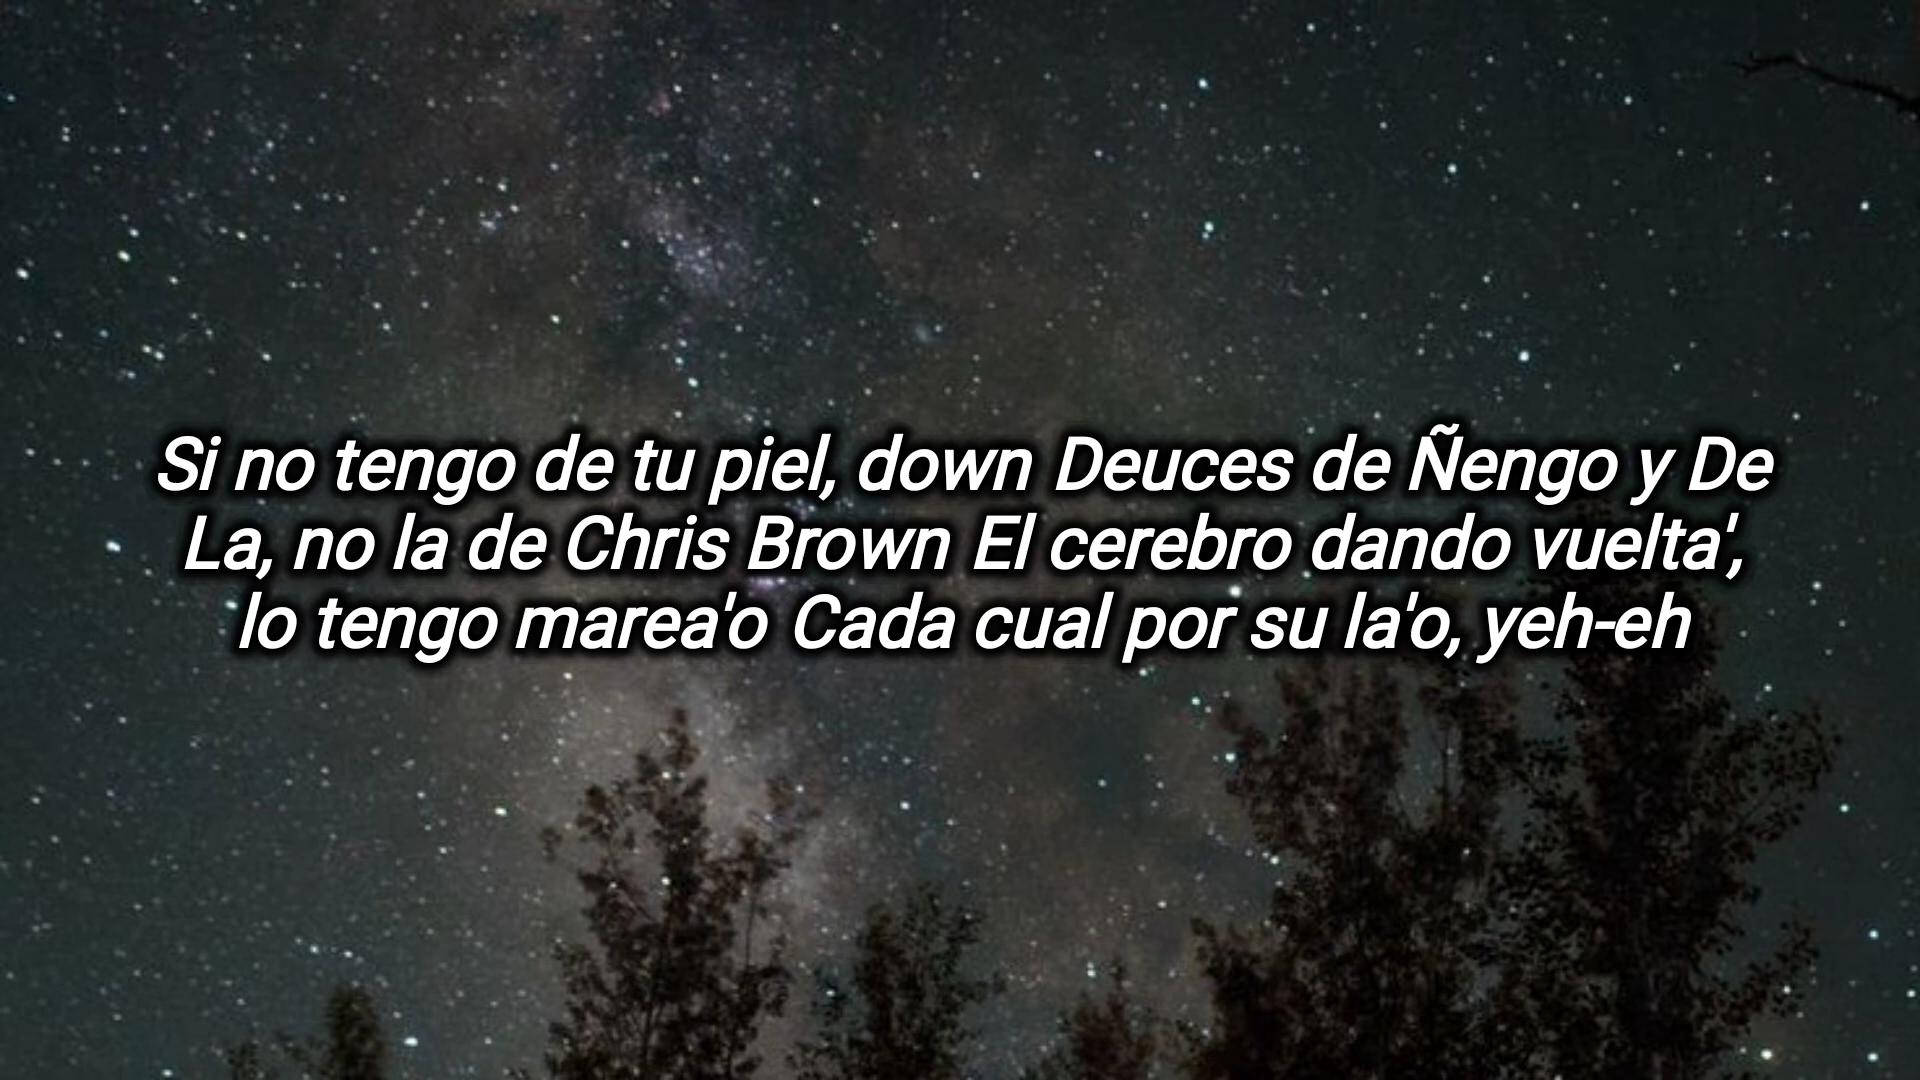 Si no tengo de tu piel, down Deuces de Ñengo y De
La, no la de Chris Brown El cerebro dando vuelta',
lo tengo marea'o Cada cual por su la'o, yeh-eh